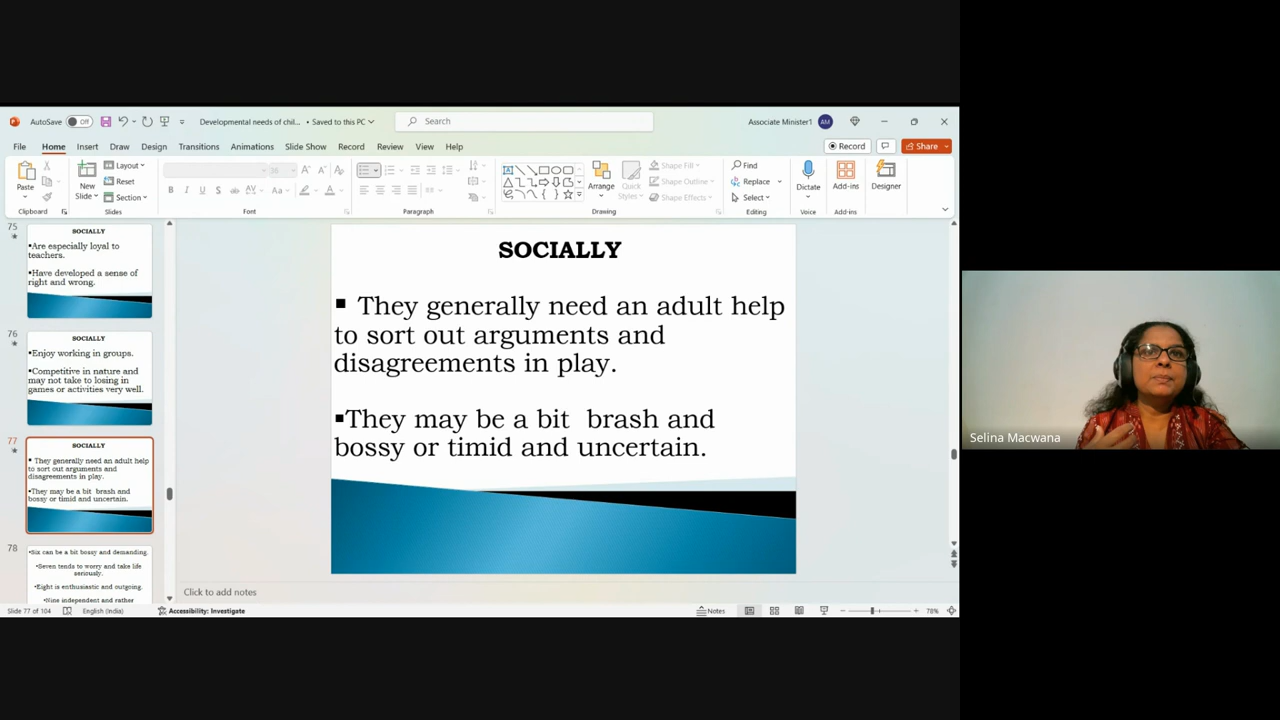 AutoSave Off
Developmental needs of chil... • Saved to this PC
Search
Associate Minister1 AM
File Home Insert Draw Design Transitions Animations Slide Show Record Review View Help
Record
Share
Paste
New
Slide
Layout
Reset
Section
B I U S
Aa
A
Arrange
Quick
Styles
Shape Fill
Shape Outline
Shape Effects
Find
Replace
Select
Dictate
Add-ins
Designer
Clipboard
Slides
Font
Paragraph
Drawing
Editing
Voice
Add-ins
75
SOCIALLY
▪Are especially loyal to
teachers.
▪Have developed a sense of
right and wrong.
76
SOCIALLY
▪Enjoy working in groups.
▪Competitive in nature and
may not take to losing in
games or activities very well.
77
SOCIALLY
▪ They generally need an adult help
to sort out arguments and
disagreements in play.
▪They may be a bit brash and
bossy or timid and uncertain.
78
•Six can be a bit bossy and demanding.
•Seven tends to worry and take life
seriously.
•Eight is enthusiastic and outgoing.
•Nine independent and rather
SOCIALLY
▪ They generally need an adult help
to sort out arguments and
disagreements in play.
▪They may be a bit brash and
bossy or timid and uncertain.
Click to add notes
Slide 77 of 104
English (India)
Accessibility: Investigate
Notes
78%
Selina Macwana